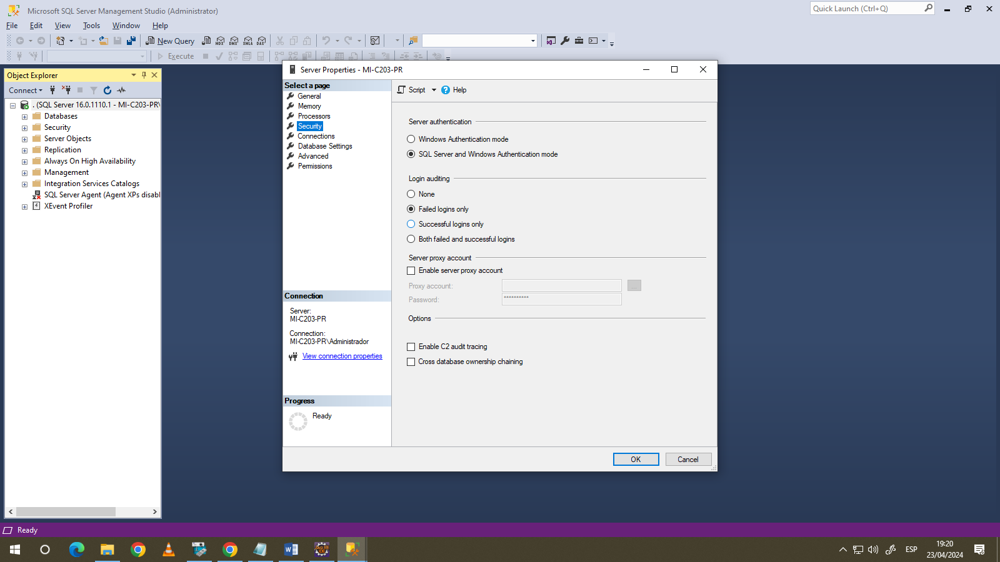 Microsoft SQL Server Management Studio (Administrator)
Quick Launch (Ctrl+Q)
File Edit View Tools Window Help
New Query
MDX DMX XMLA DAX
Execute
Object Explorer
Connect
. (SQL Server 16.0.1110.1 - MI-C203-PR\
Databases
Security
Server Objects
Replication
Always On High Availability
Management
Integration Services Catalogs
SQL Server Agent (Agent XPs disabl
XEvent Profiler
Server Properties - MI-C203-PR
Select a page
General
Memory
Processors
Security
Connections
Database Settings
Advanced
Permissions
Connection
Server:
MI-C203-PR
Connection:
MI-C203-PR\Administrador
View connection properties
Progress
Ready
Script Help
Server authentication
Windows Authentication mode
SQL Server and Windows Authentication mode
Login auditing
None
Failed logins only
Successful logins only
Both failed and successful logins
Server proxy account
Enable server proxy account
Proxy account:
...
Password:
**********
Options
Enable C2 audit tracing
Cross database ownership chaining
OK Cancel
Ready
ESP
19:20
23/04/2024